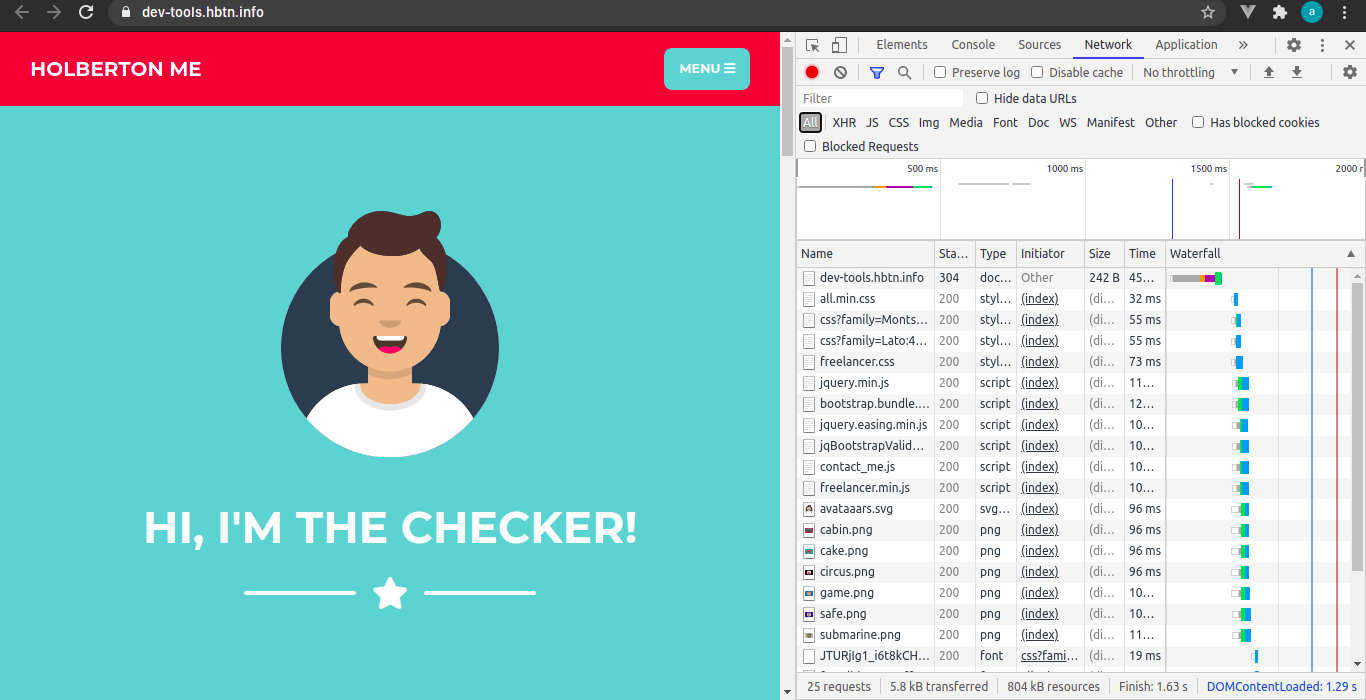 dev-tools.hbtn.info
a
HOLBERTON ME
MENU
HI, I'M THE CHECKER!
Elements Console Sources Network Application
Preserve log Disable cache No throttling
Filter Hide data URLs
All XHR JS CSS Img Media Font Doc WS Manifest Other Has blocked cookies
Blocked Requests
500 ms 1000 ms 1500 ms 2000 r
Name Sta... Type Initiator Size Time Waterfall
dev-tools.hbtn.info 304 doc... Other 242 B 45...
all.min.css 200 styl... (index) (di... 32 ms
css?family=Monts... 200 styl... (index) (di... 55 ms
css?family=Lato:4... 200 styl... (index) (di... 55 ms
freelancer.css 200 styl... (index) (di... 73 ms
jquery.min.js 200 script (index) (di... 11...
bootstrap.bundle.... 200 script (index) (di... 12...
jquery.easing.min.js 200 script (index) (di... 10...
jqBootstrapValid... 200 script (index) (di... 10...
contact_me.js 200 script (index) (di... 10...
freelancer.min.js 200 script (index) (di... 10...
avataaars.svg 200 svg... (index) (di... 96 ms
cabin.png 200 png (index) (di... 96 ms
cake.png 200 png (index) (di... 96 ms
circus.png 200 png (index) (di... 96 ms
game.png 200 png (index) (di... 10...
safe.png 200 png (index) (di... 10...
submarine.png 200 png (index) (di... 11...
JTURjIg1_i6t8kCH... 200 font css?fami... (di... 19 ms
25 requests 5.8 kB transferred 804 kB resources Finish: 1.63 s DOMContentLoaded: 1.29 s